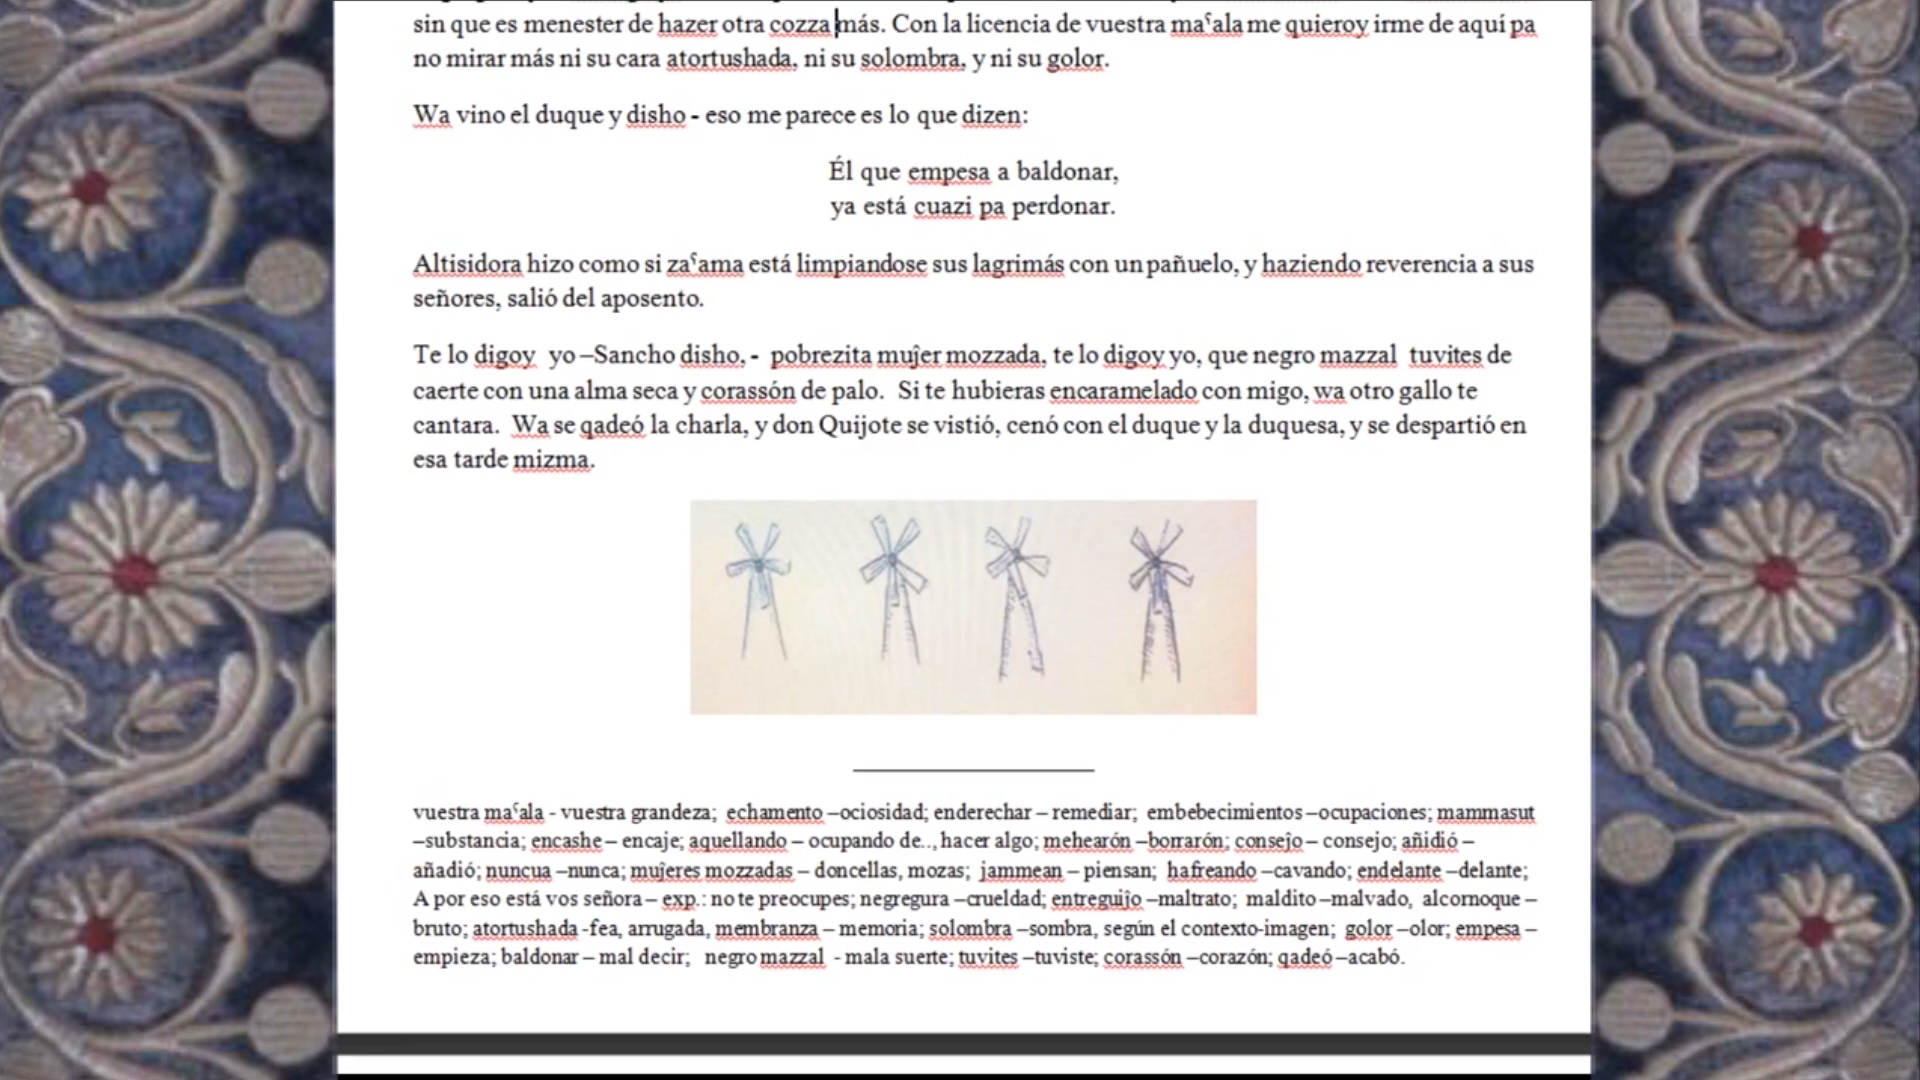 sin que es menester de hazer otra cozza más. Con la licencia de vuestra maˤala me quieroy irme de aquí pa
no mirar más ni su cara atortushada, ni su solombra, y ni su golor.
Wa vino el duque y disho - eso me parece es lo que dizen:
Él que empesa a baldonar,
ya está cuazi pa perdonar.
Altisidora hizo como si zaˤama está limpiandose sus lagrimás con un pañuelo, y haziendo reverencia a sus
señores, salió del aposento.
Te lo digoy yo –Sancho disho, - pobrezita muĵer mozzada, te lo digoy yo, que negro mazzal tuvites de
caerte con una alma seca y corassón de palo. Si te hubieras encaramelado con migo, wa otro gallo te
cantara. Wa se qadeó la charla, y don Quijote se vistió, cenó con el duque y la duquesa, y se despartió en
esa tarde mizma.
vuestra maˤala - vuestra grandeza; echamento –ociosidad; enderechar – remediar; embebecimientos –ocupaciones; mammasut
–substancia; encashe – encaje; aquellando – ocupando de.., hacer algo; mehearón –borrarón; conseĵo – consejo; añidió –
añadió; nuncua –nunca; muĵeres mozzadas – doncellas, mozas; jammean – piensan; hafreando –cavando; endelante –delante;
A por eso está vos señora – exp.: no te preocupes; negregura –crueldad; entreguiĵo –maltrato; maldito –malvado, alcornoque –
bruto; atortushada -fea, arrugada, membranza – memoria; solombra –sombra, según el contexto-imagen; golor –olor; empesa –
empieza; baldonar – mal decir; negro mazzal - mala suerte; tuvites –tuviste; corassón –corazón; qadeó –acabó.